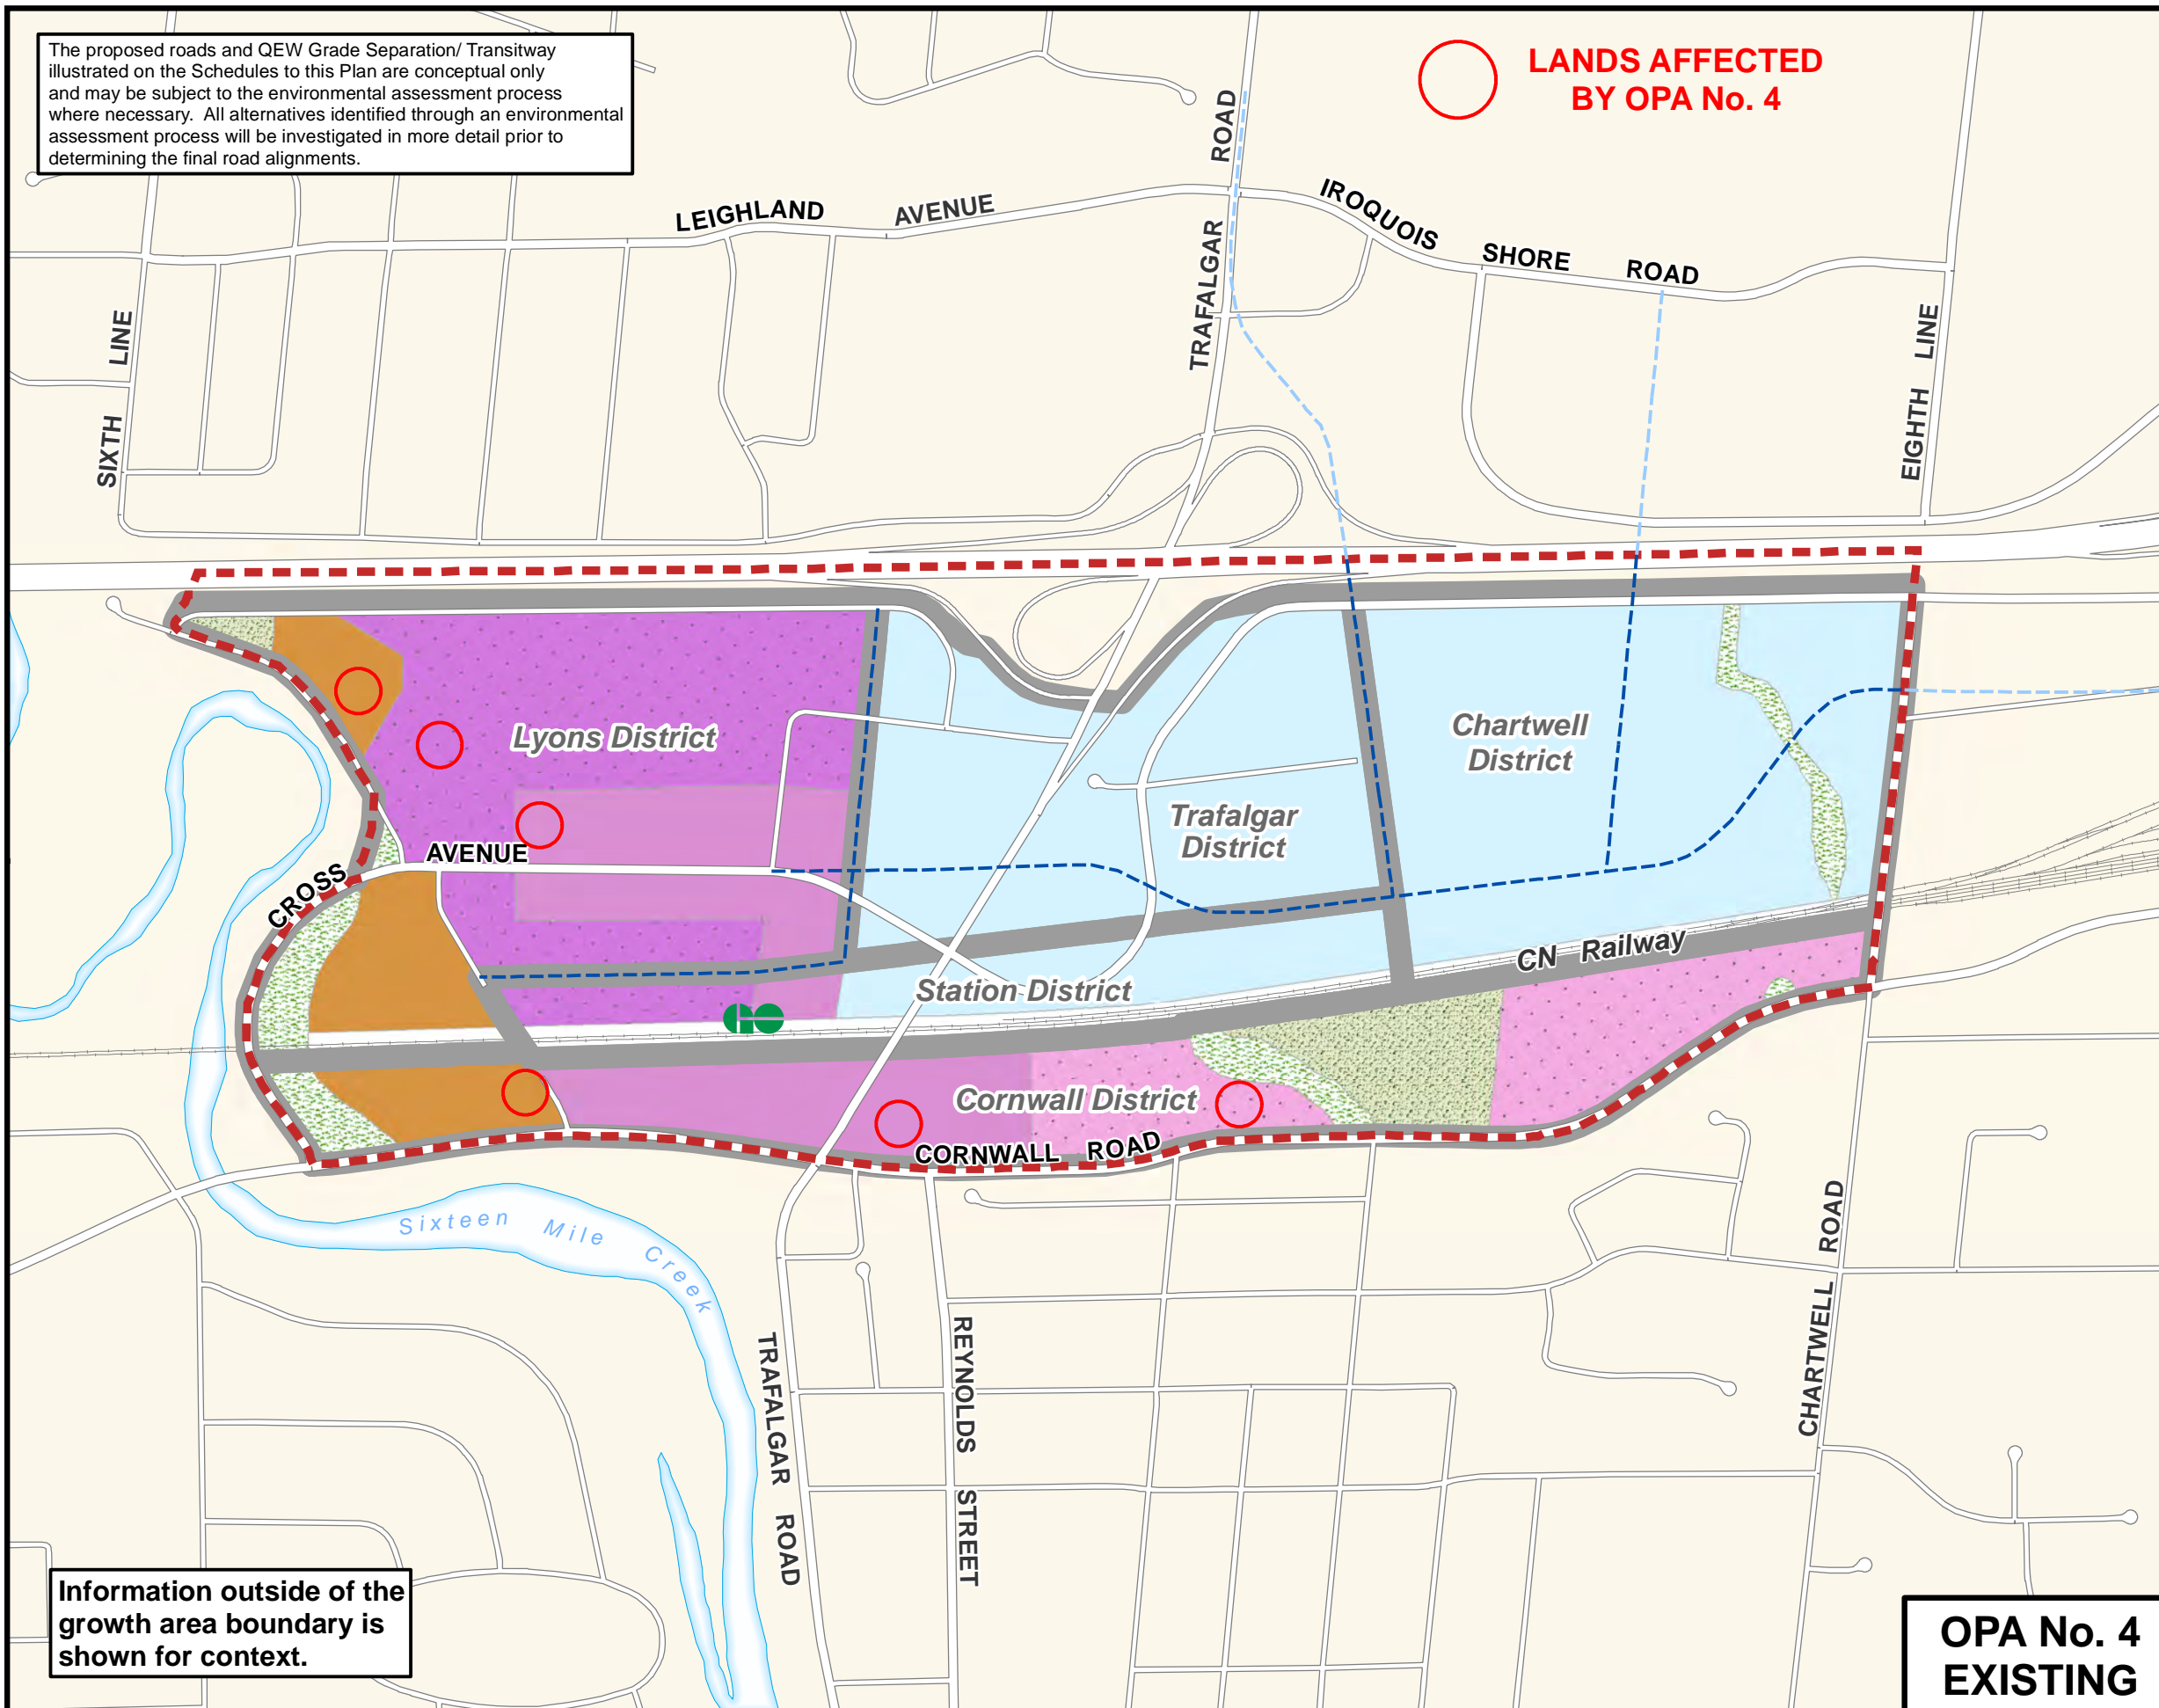 The proposed roads and QEW Grade Separation/ Transitway
illustrated on the Schedules to this Plan are conceptual only
and may be subject to the environmental assessment process
where necessary.  All alternatives identified through an environmental
assessment process will be investigated in more detail prior to
determining the final road alignments.
LANDS AFFECTED
BY OPA No. 4
TRAFALGAR ROAD
LEIGHLAND AVENUE
IROQUOIS SHORE ROAD
SIXTH LINE
EIGHTH LINE
Lyons District
Chartwell
District
Trafalgar
District
CROSS AVENUE
Station District
CN Railway
GO
Cornwall District
CORNWALL ROAD
Sixteen Mile Creek
TRAFALGAR ROAD
REYNOLDS STREET
CHARTWELL ROAD
Information outside of the
growth area boundary is
shown for context.
OPA No. 4
EXISTING